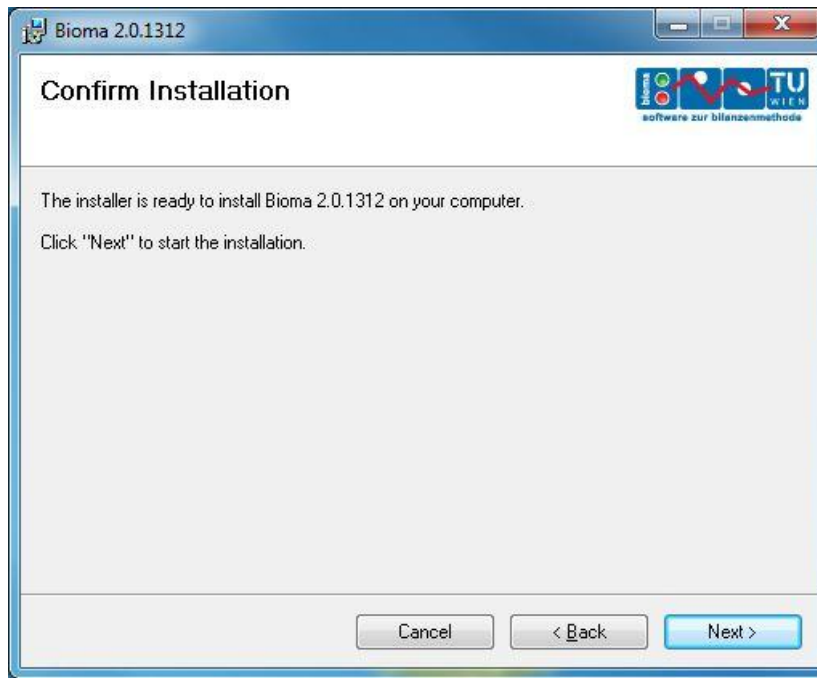 Bioma 2.0.1312
Confirm Installation
bioma
TU
WIEN
software zur bilanzenmethode
The installer is ready to install Bioma 2.0.1312 on your computer.
Click "Next" to start the installation.
Cancel
< Back
Next >